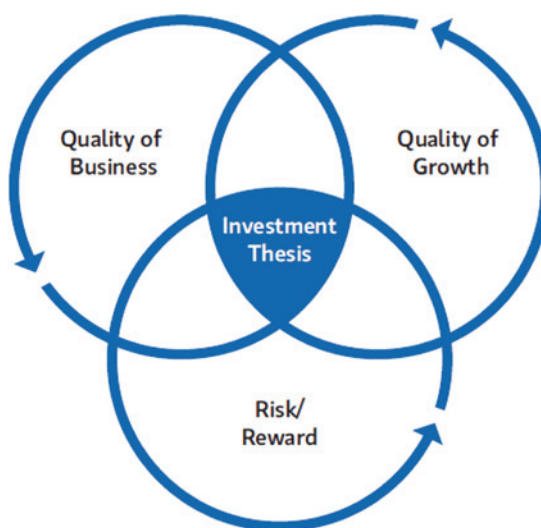 Quality of
Business
Quality of
Growth
Investment
Thesis
Risk/
Reward